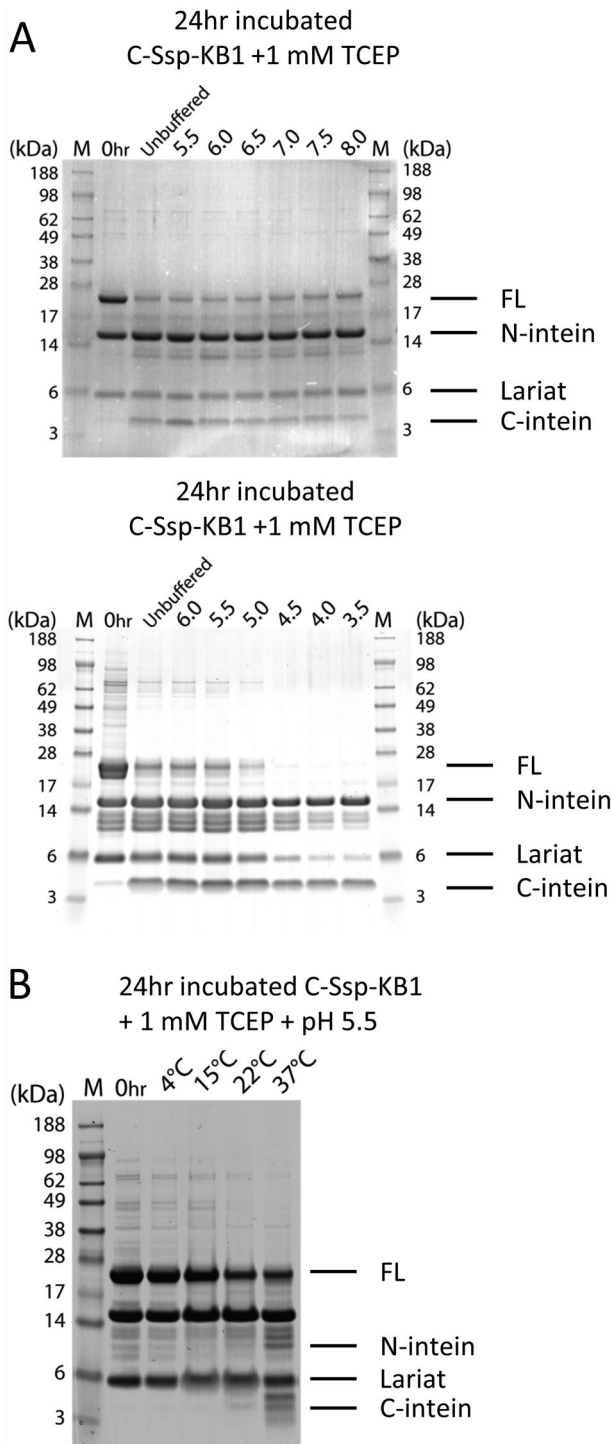 A
24hr incubated
C-Ssp-KB1 +1 mM TCEP
(kDa) M 0hr Unbuffered 5.5 6.0 6.5 7.0 7.5 8.0 M (kDa)
188 188
98 98
62 62
49 49
38 38
28 28
FL
17 17
N-intein
14 14
6 6 Lariat
C-intein
3 3
24hr incubated
C-Ssp-KB1 +1 mM TCEP
(kDa) M 0hr Unbuffered 6.0 5.5 5.0 4.5 4.0 3.5 M (kDa)
188 188
98 98
62 62
49 49
38 38
28 28
FL
17 17
N-intein
14 14
6 6 Lariat
C-intein
3 3
B
24hr incubated C-Ssp-KB1
+ 1 mM TCEP + pH 5.5
(kDa) M 0hr 4°C 15°C 22°C 37°C
188
98
62
49
38
28
FL
17
14
N-intein
6 Lariat
C-intein
3